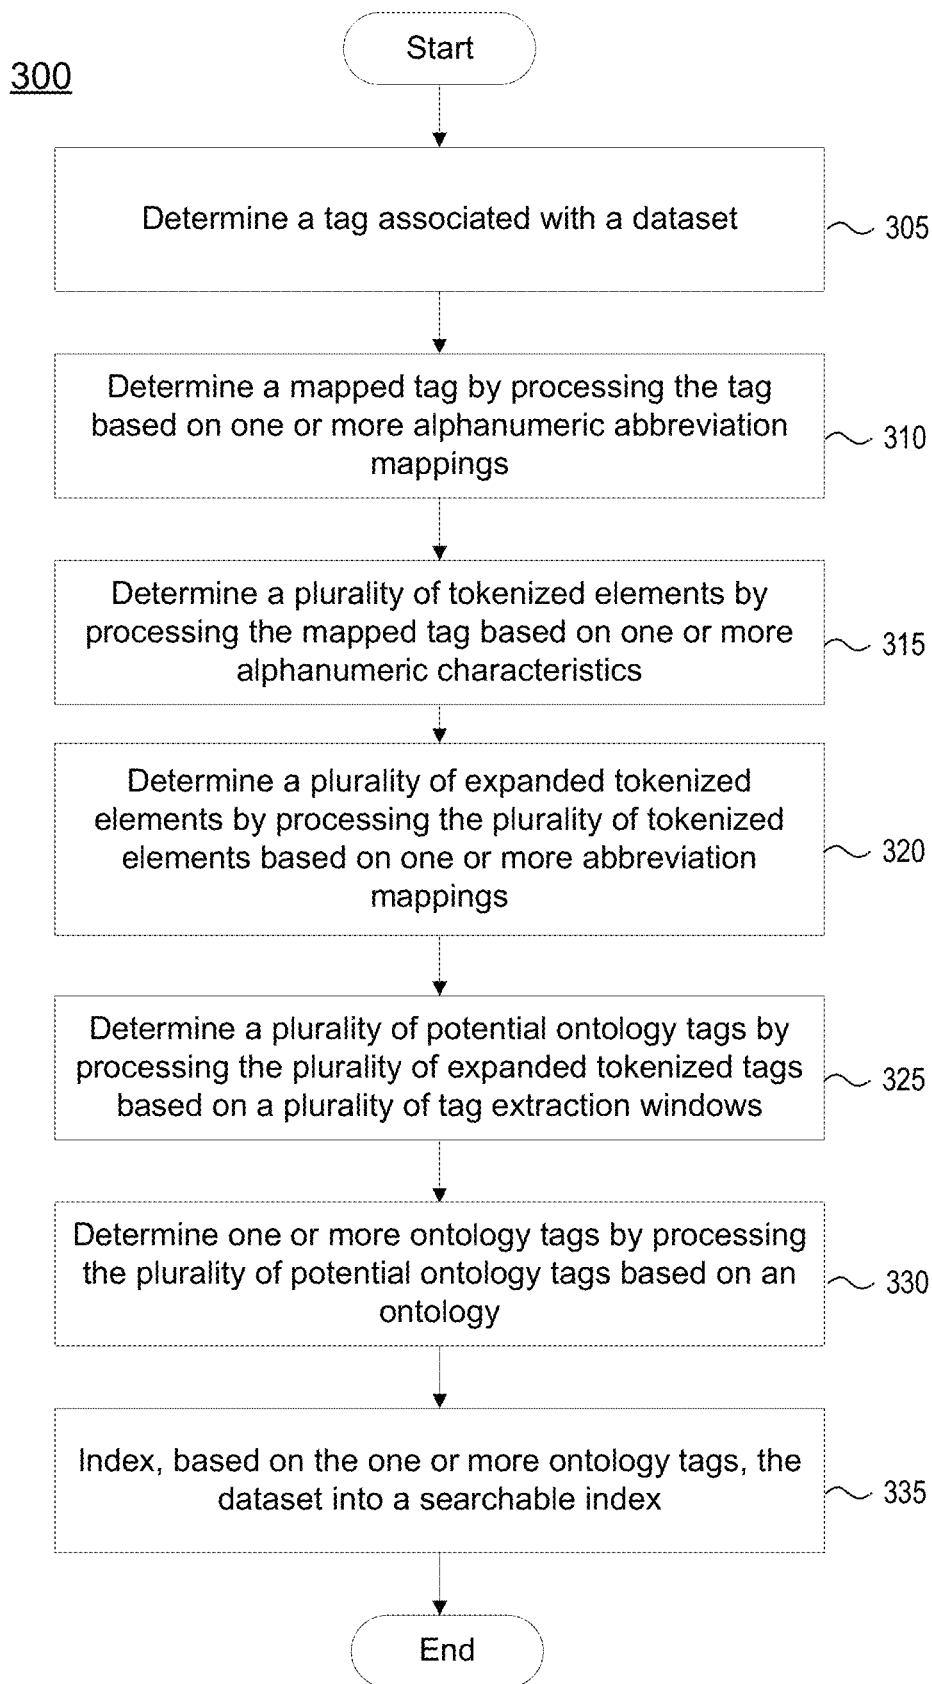 Start
300
Determine a tag associated with a dataset
305
Determine a mapped tag by processing the tag
based on one or more alphanumeric abbreviation
mappings
310
Determine a plurality of tokenized elements by
processing the mapped tag based on one or more
alphanumeric characteristics
315
Determine a plurality of expanded tokenized
elements by processing the plurality of tokenized
elements based on one or more abbreviation
mappings
320
Determine a plurality of potential ontology tags by
processing the plurality of expanded tokenized tags
based on a plurality of tag extraction windows
325
Determine one or more ontology tags by processing
the plurality of potential ontology tags based on an
ontology
330
Index, based on the one or more ontology tags, the
dataset into a searchable index
335
End